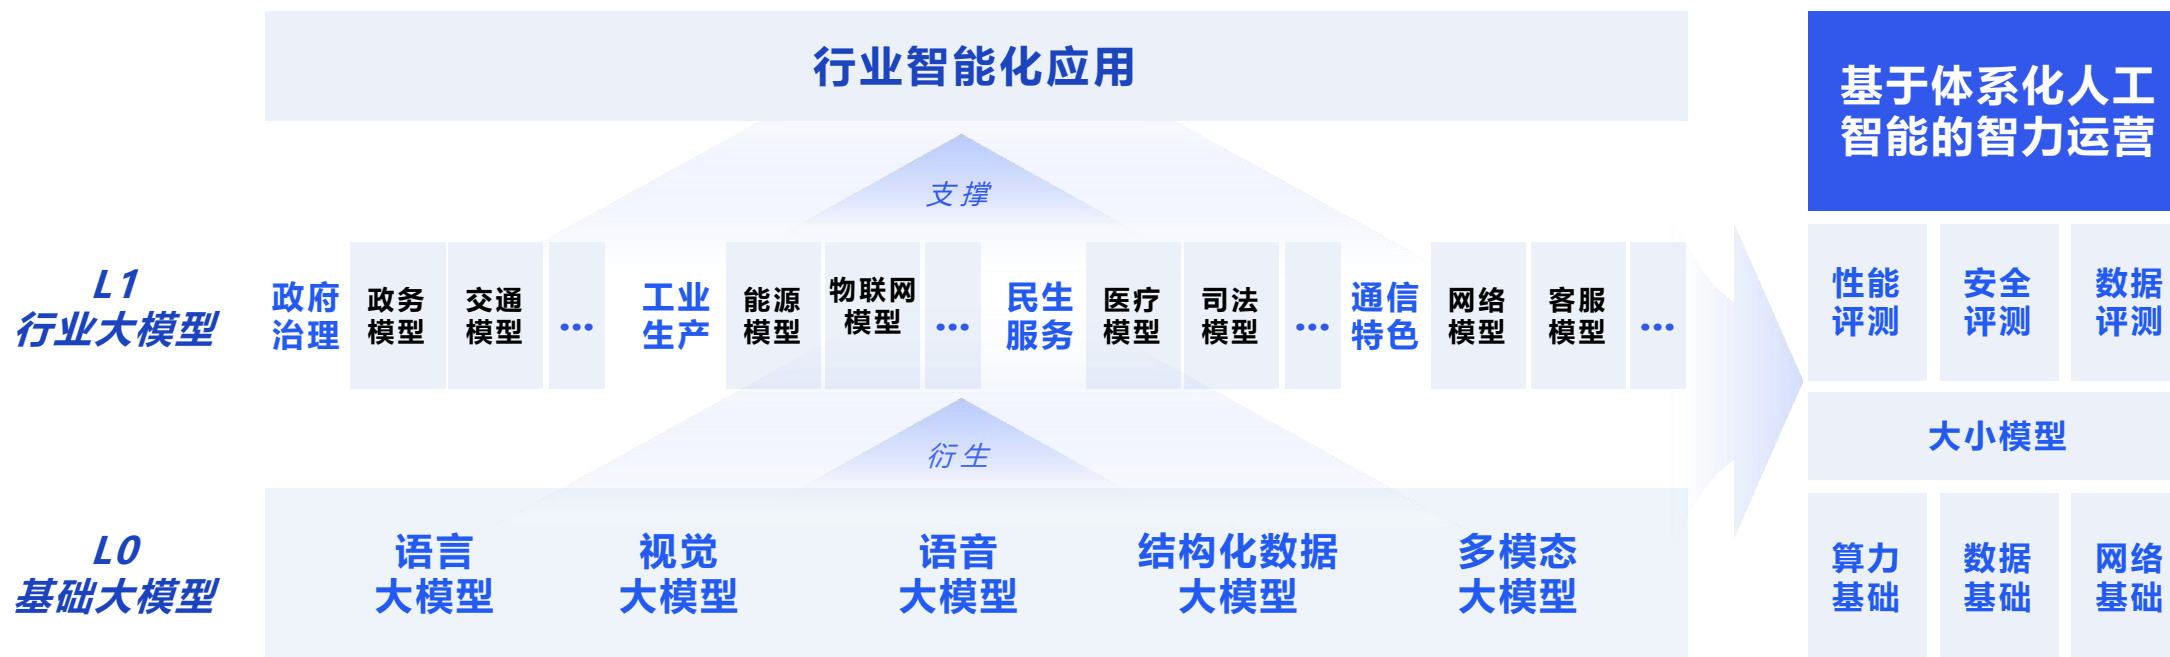 行业智能化应用
支撑
L1
行业大模型
政府
治理
政务
模型
交通
模型
...
工业
生产
能源
模型
物联网
模型
...
民生
服务
医疗
模型
司法
模型
...
通信
特色
网络
模型
客服
模型
...
衍生
L0
基础大模型
语言
大模型
视觉
大模型
语音
大模型
结构化数据
大模型
多模态
大模型
基于体系化人工
智能的智力运营
性能
评测
安全
评测
数据
评测
大小模型
算力
基础
数据
基础
网络
基础